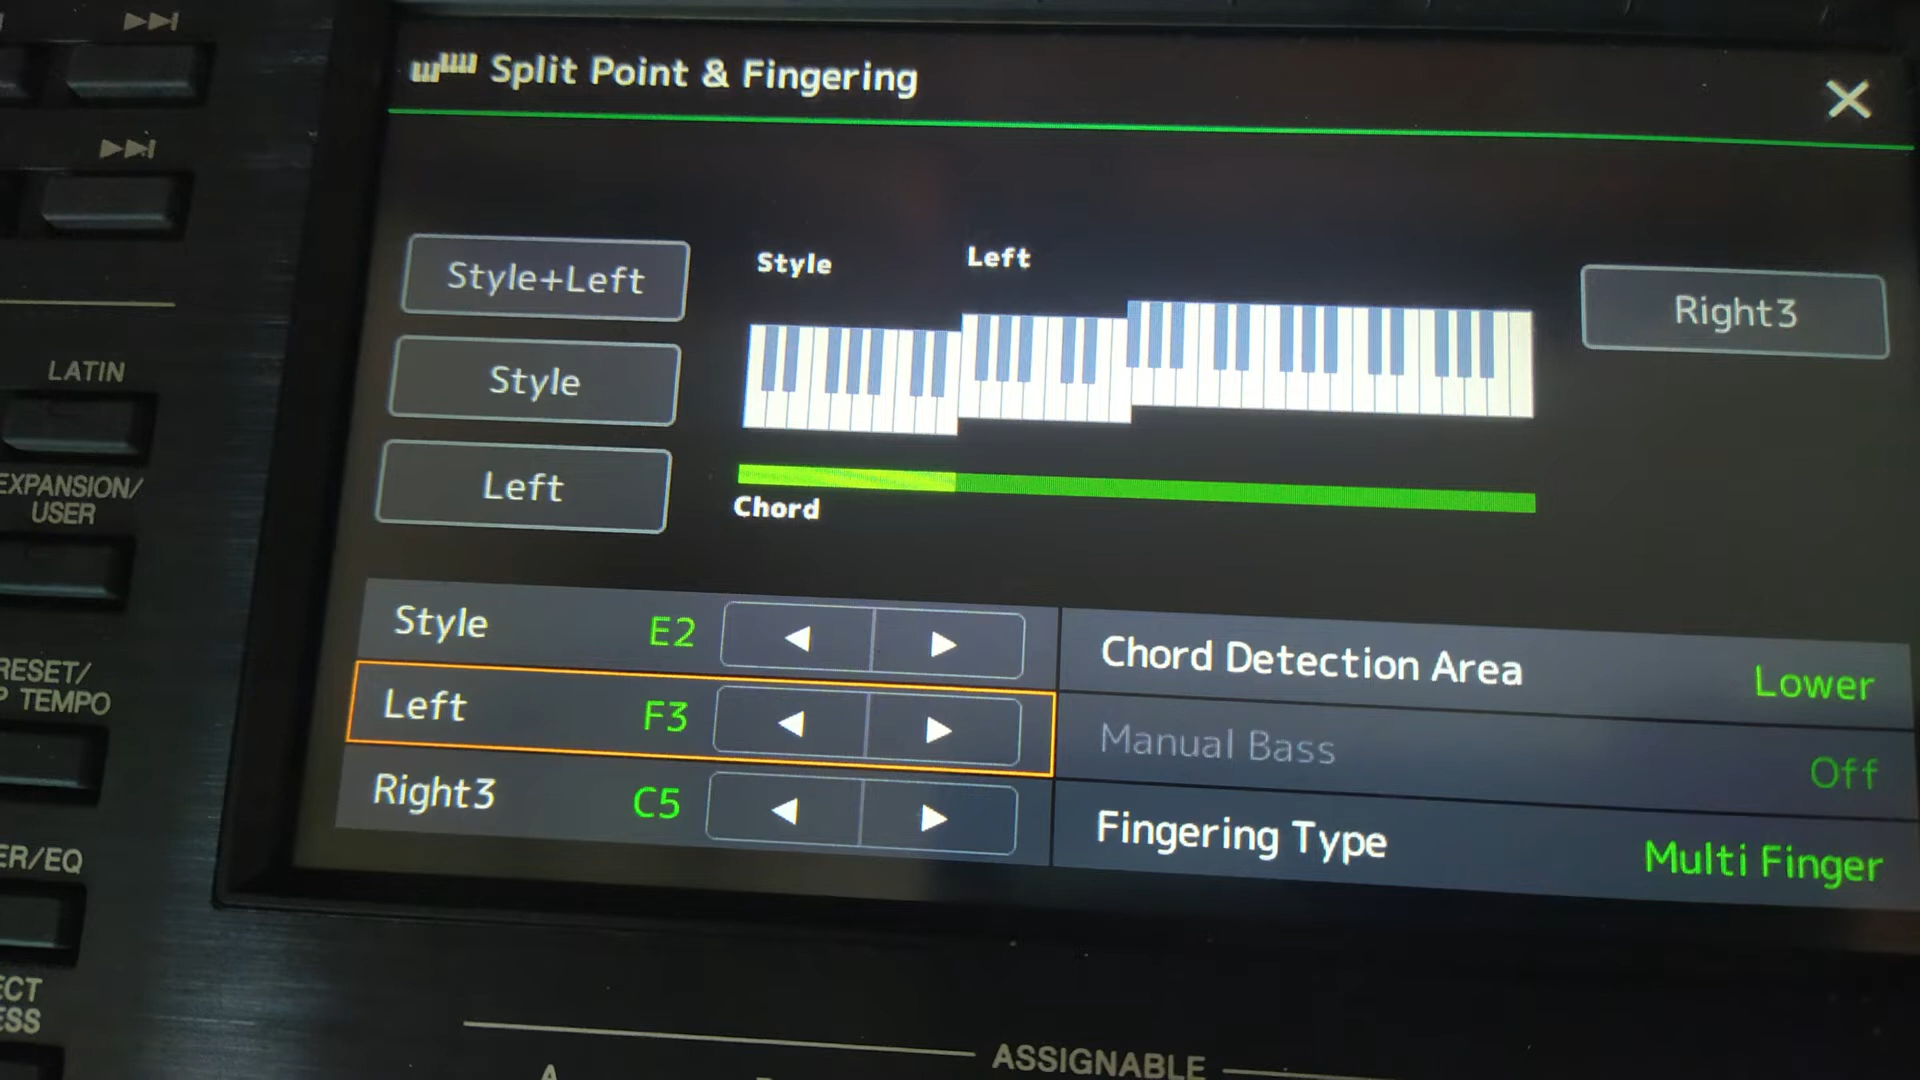 Split Point & Fingering
Style+Left
Style
Left
Style
Left
Right3
Chord
Style E2
Left F3
Right3 C5
Chord Detection Area Lower
Manual Bass Off
Fingering Type Multi Finger
LATIN
EXPANSION/
USER
RESET/
P TEMPO
ER/EQ
ECT
ESS
ASSIGNABLE
A